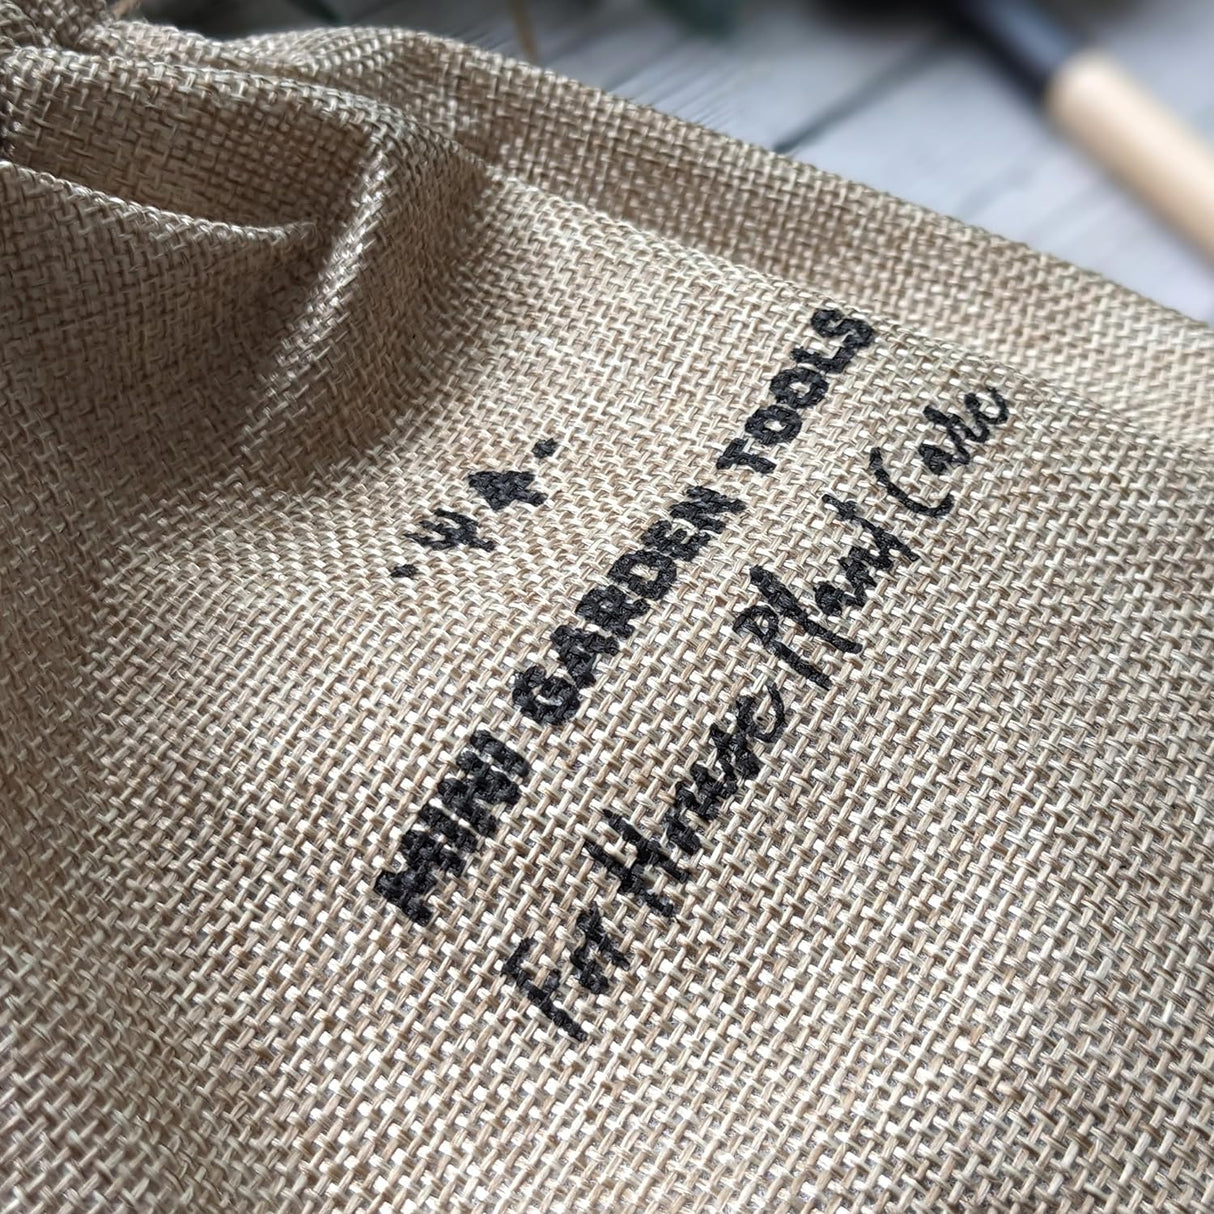 MINI GARDEN TOOLS
For House Plant Care